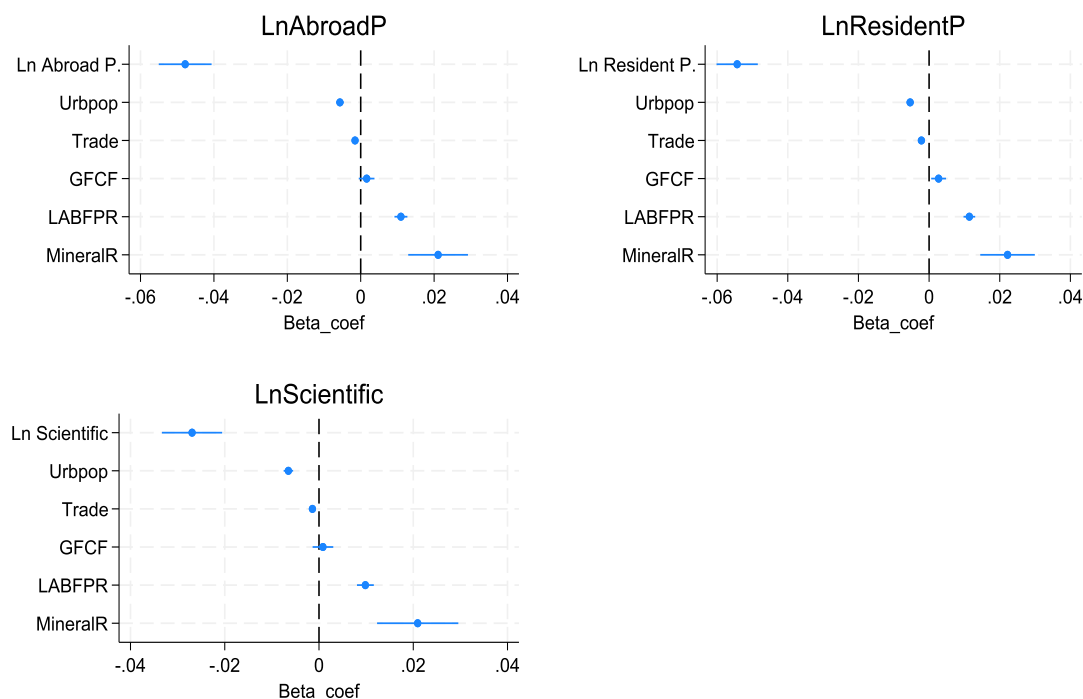 LnAbroadP
Ln Abroad P.
Urbpop
Trade
GFCF
LABFPR
MineralR
-.06 -.04 -.02 0 .02 .04
Beta_coef
LnResidentP
Ln Resident P.
Urbpop
Trade
GFCF
LABFPR
MineralR
-.06 -.04 -.02 0 .02 .04
Beta_coef
LnScientific
Ln Scientific
Urbpop
Trade
GFCF
LABFPR
MineralR
-.04 -.02 0 .02 .04
Beta_coef